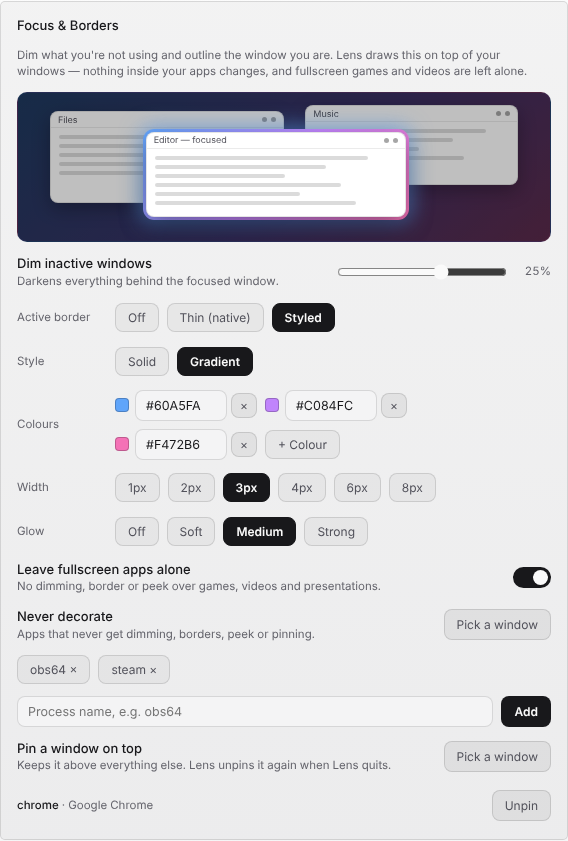 Focus & Borders
Dim what you're not using and outline the window you are. Lens draws this on top of your
windows — nothing inside your apps changes, and fullscreen games and videos are left alone.
Files
Music
Editor — focused
Dim inactive windows
Darkens everything behind the focused window.
25%
Active border Off Thin (native) Styled
Style Solid Gradient
Colours
#60A5FA × #C084FC ×
#F472B6 × + Colour
Width 1px 2px 3px 4px 6px 8px
Glow Off Soft Medium Strong
Leave fullscreen apps alone
No dimming, border or peek over games, videos and presentations.
Never decorate
Apps that never get dimming, borders, peek or pinning.
Pick a window
obs64 × steam ×
Process name, e.g. obs64 Add
Pin a window on top
Keeps it above everything else. Lens unpins it again when Lens quits.
Pick a window
chrome · Google Chrome Unpin